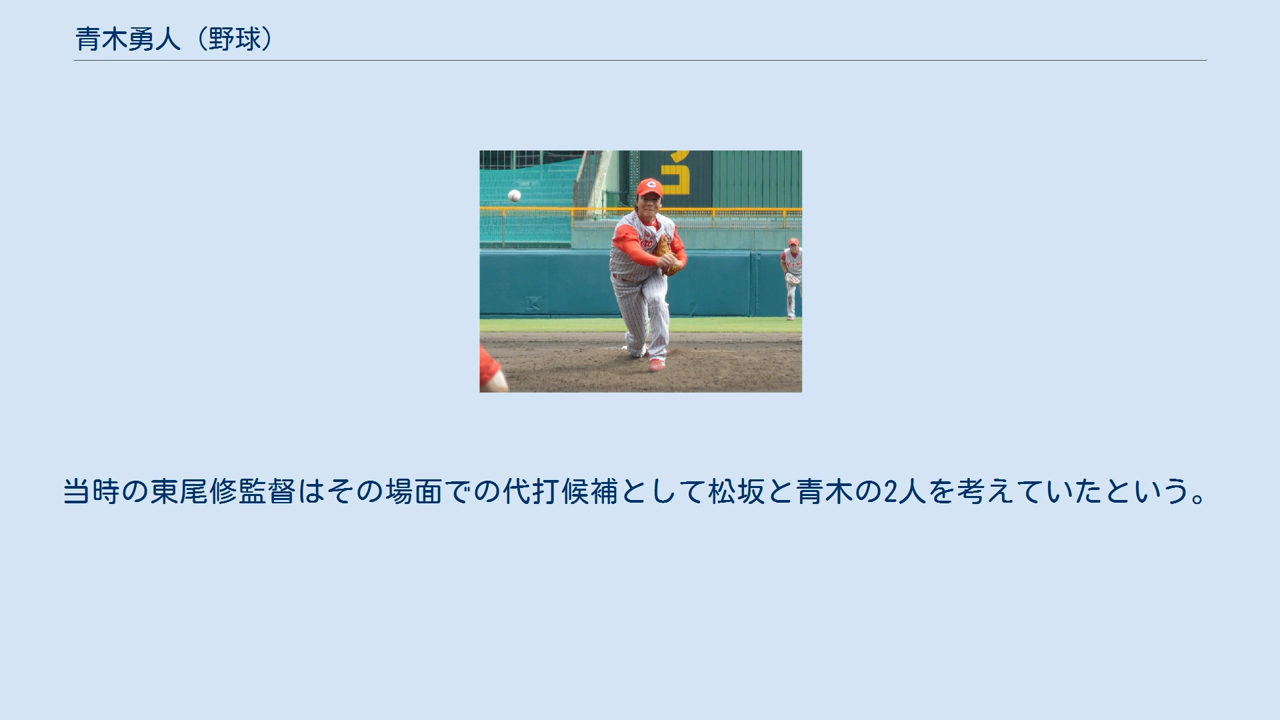 青木勇人（野球）
コ
当時の東尾修監督はその場面での代打候補として松坂と青木の2人を考えていたという。